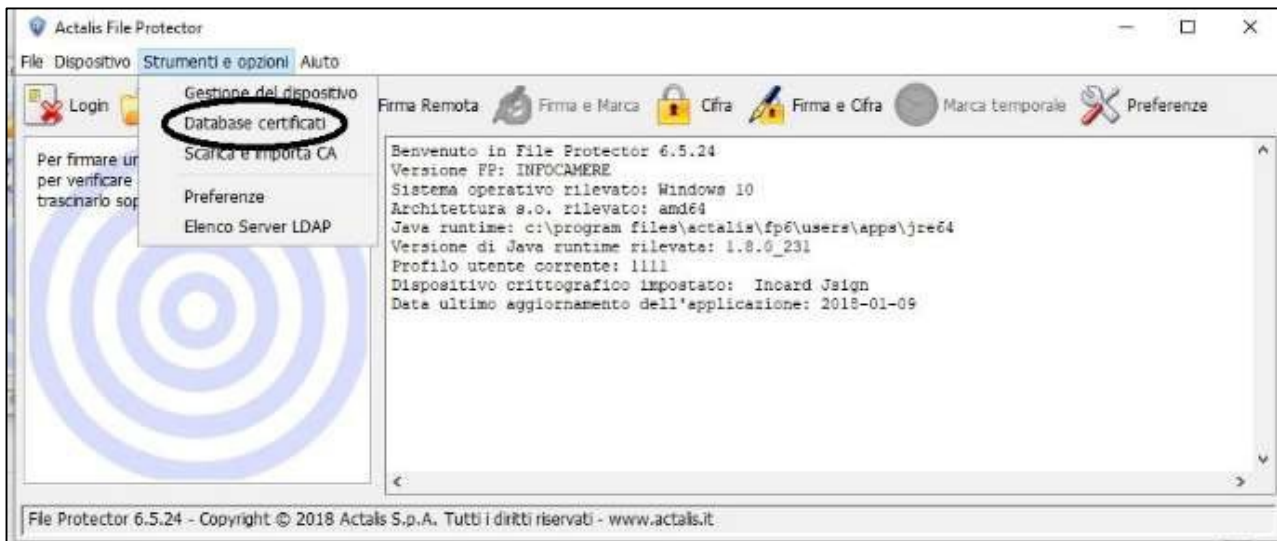 Actalis File Protector
File Dispositivo Strumenti e opzioni Aiuto
Login
Gestione del dispositivo
Database certificati
Scarica e importa CA
Preferenze
Elenco Server LDAP
Firma Remota Firma e Marca Cifra Firma e Cifra Marca temporale Preferenze
Per firmare un
per verificare
trascinarlo sop
Benvenuto in File Protector 6.5.24
Versione FP: INFOCAMERE
Sistema operativo rilevato: Windows 10
Architettura s.o. rilevato: amd64
Java runtime: c:\program files\actalis\fp6\users\apps\jre64
Versione di Java runtime rilevata: 1.8.0_231
Profilo utente corrente: 1111
Dispositivo crittografico impostato: Incard Jsign
Data ultimo aggiornamento dell'applicazione: 2018-01-09
File Protector 6.5.24 - Copyright © 2018 Actalis S.p.A. Tutti i diritti riservati - www.actalis.it